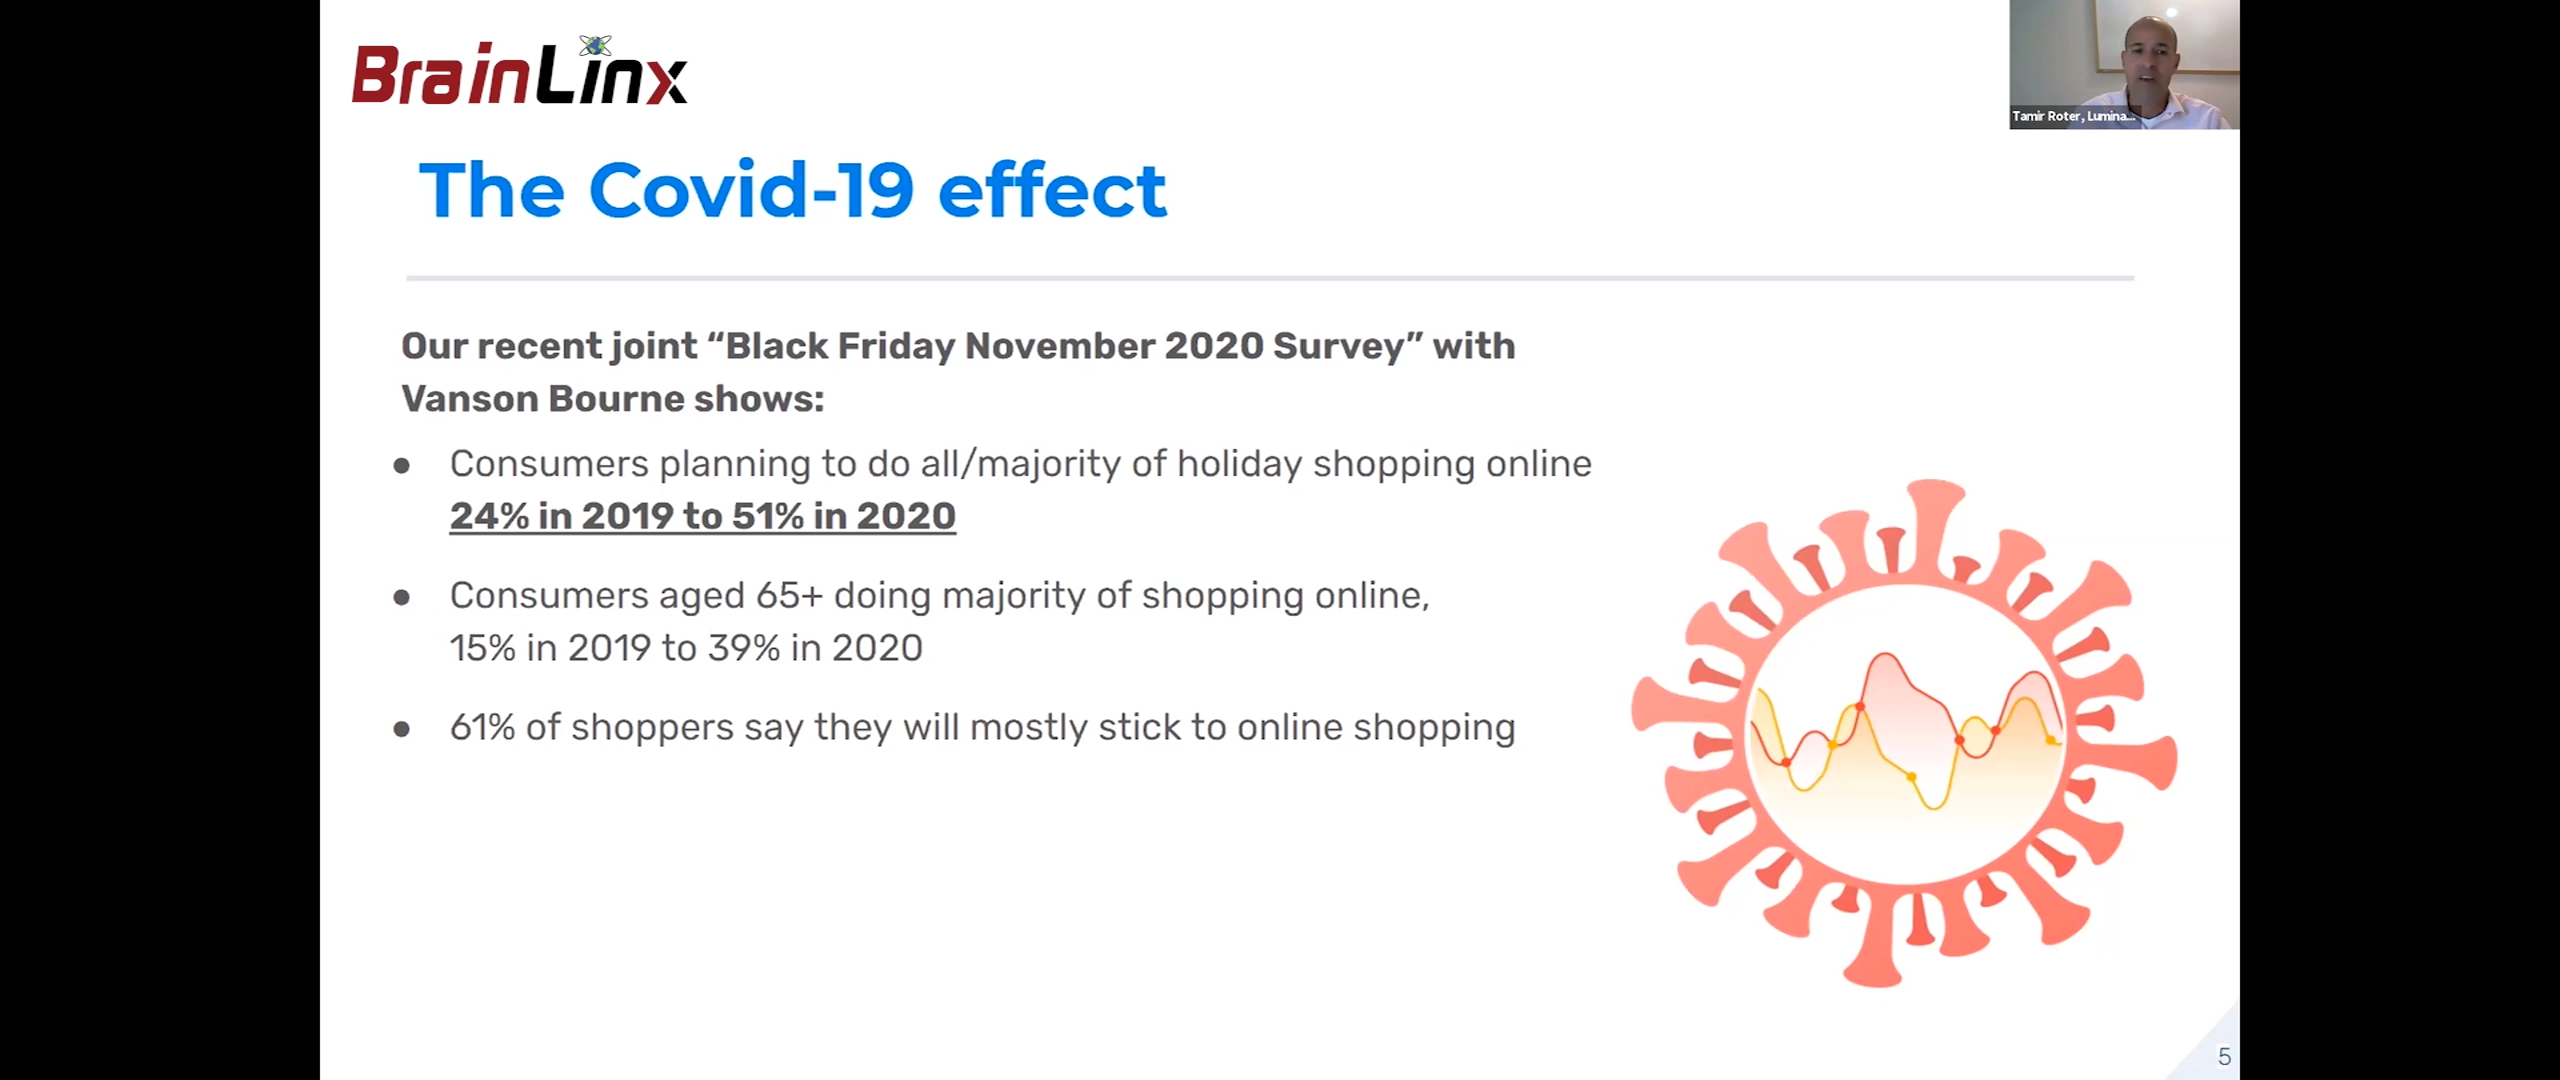 BrainLinx
Tamir Roter, Lumina...
The Covid-19 effect
Our recent joint “Black Friday November 2020 Survey” with
Vanson Bourne shows:
● Consumers planning to do all/majority of holiday shopping online
24% in 2019 to 51% in 2020
● Consumers aged 65+ doing majority of shopping online,
15% in 2019 to 39% in 2020
● 61% of shoppers say they will mostly stick to online shopping
5